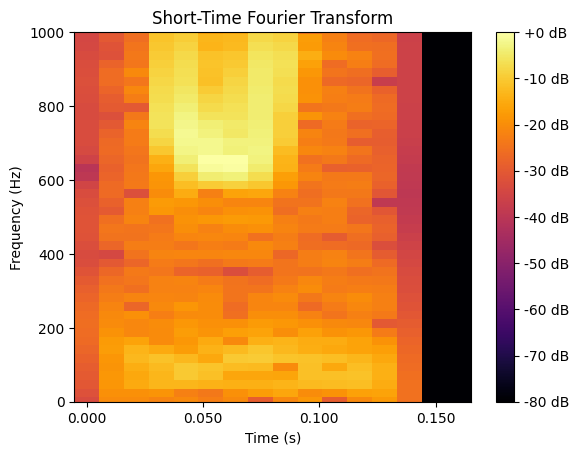 Short-Time Fourier Transform
Frequency (Hz)
1000
800
600
400
200
0
0.000
0.050
0.100
0.150
Time (s)
+0 dB
-10 dB
-20 dB
-30 dB
-40 dB
-50 dB
-60 dB
-70 dB
-80 dB